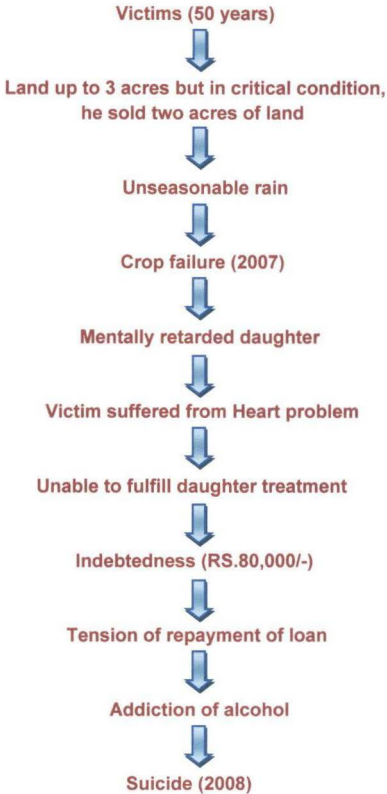 Victims (50 years)
Land up to 3 acres but in critical condition,
he sold two acres of land
Unseasonable rain
Crop failure (2007)
Mentally retarded daughter
Victim suffered from Heart problem
Unable to fulfill daughter treatment
Indebtedness (RS.80,000/-)
Tension of repayment of loan
Addiction of alcohol
Suicide (2008)